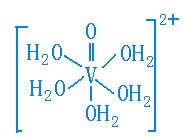 2+
O
H₂O OH₂
V
H₂O OH₂
OH₂